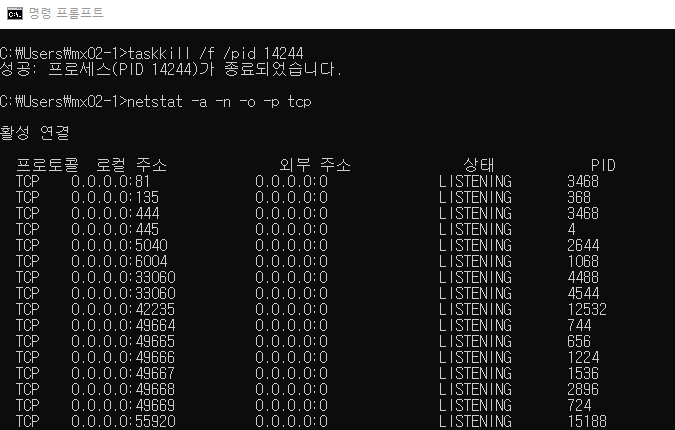 명령 프롬프트
C:\Users\mx02-1>taskkill /f /pid 14244
성공: 프로세스(PID 14244)가 종료되었습니다.
C:\Users\mx02-1>netstat -a -n -o -p tcp
활성 연결
프로토콜 로컬 주소 외부 주소 상태 PID
TCP 0.0.0.0:81 0.0.0.0:0 LISTENING 3468
TCP 0.0.0.0:135 0.0.0.0:0 LISTENING 368
TCP 0.0.0.0:444 0.0.0.0:0 LISTENING 3468
TCP 0.0.0.0:445 0.0.0.0:0 LISTENING 4
TCP 0.0.0.0:5040 0.0.0.0:0 LISTENING 2644
TCP 0.0.0.0:6004 0.0.0.0:0 LISTENING 1068
TCP 0.0.0.0:33060 0.0.0.0:0 LISTENING 4488
TCP 0.0.0.0:33060 0.0.0.0:0 LISTENING 4544
TCP 0.0.0.0:42235 0.0.0.0:0 LISTENING 12532
TCP 0.0.0.0:49664 0.0.0.0:0 LISTENING 744
TCP 0.0.0.0:49665 0.0.0.0:0 LISTENING 656
TCP 0.0.0.0:49666 0.0.0.0:0 LISTENING 1224
TCP 0.0.0.0:49667 0.0.0.0:0 LISTENING 1536
TCP 0.0.0.0:49668 0.0.0.0:0 LISTENING 2896
TCP 0.0.0.0:49669 0.0.0.0:0 LISTENING 724
TCP 0.0.0.0:55920 0.0.0.0:0 LISTENING 15188